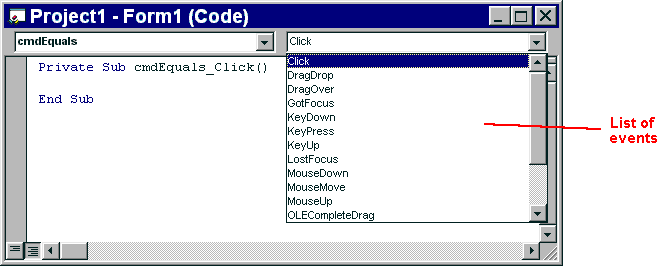 Project1 - Form1 (Code)
cmdEquals
Click
Private Sub cmdEquals_Click()
End Sub
Click
DragDrop
DragOver
GotFocus
KeyDown
KeyPress
KeyUp
LostFocus
MouseDown
MouseMove
MouseUp
OLECompleteDrag
List of
events